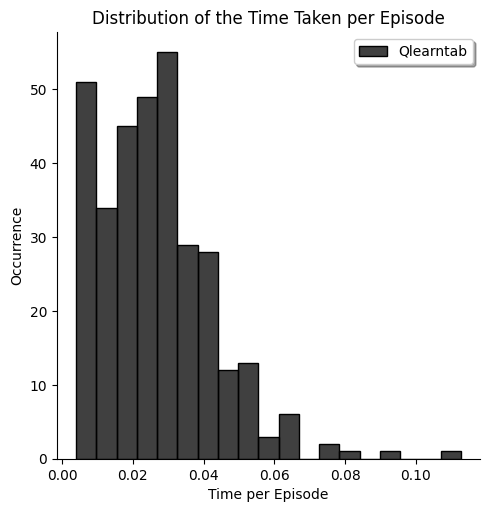 Distribution of the Time Taken per Episode
Qlearntab
50
40
30
20
10
0
Occurrence
0.00 0.02 0.04 0.06 0.08 0.10
Time per Episode